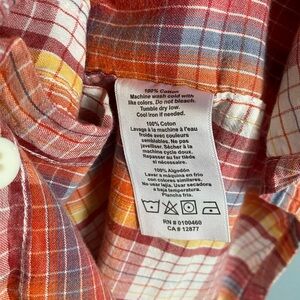 100% Cotton
Machine wash cold with
like colors. Do not bleach.
Tumble dry low.
Cool iron if needed.
100% Coton
Lavage à la machine à l'eau
froide avec couleurs
semblables. Ne pas
javelliser. Sécher à la
machine cycle doux.
Repasser au fer tiède
si nécessaire.
100% Algodón
Lavar a máquina en frío
con colores similares.
No usar lejía. Usar secadora
a baja temperatura.
Plancha fría.
RN # 0100460
CA # 12877